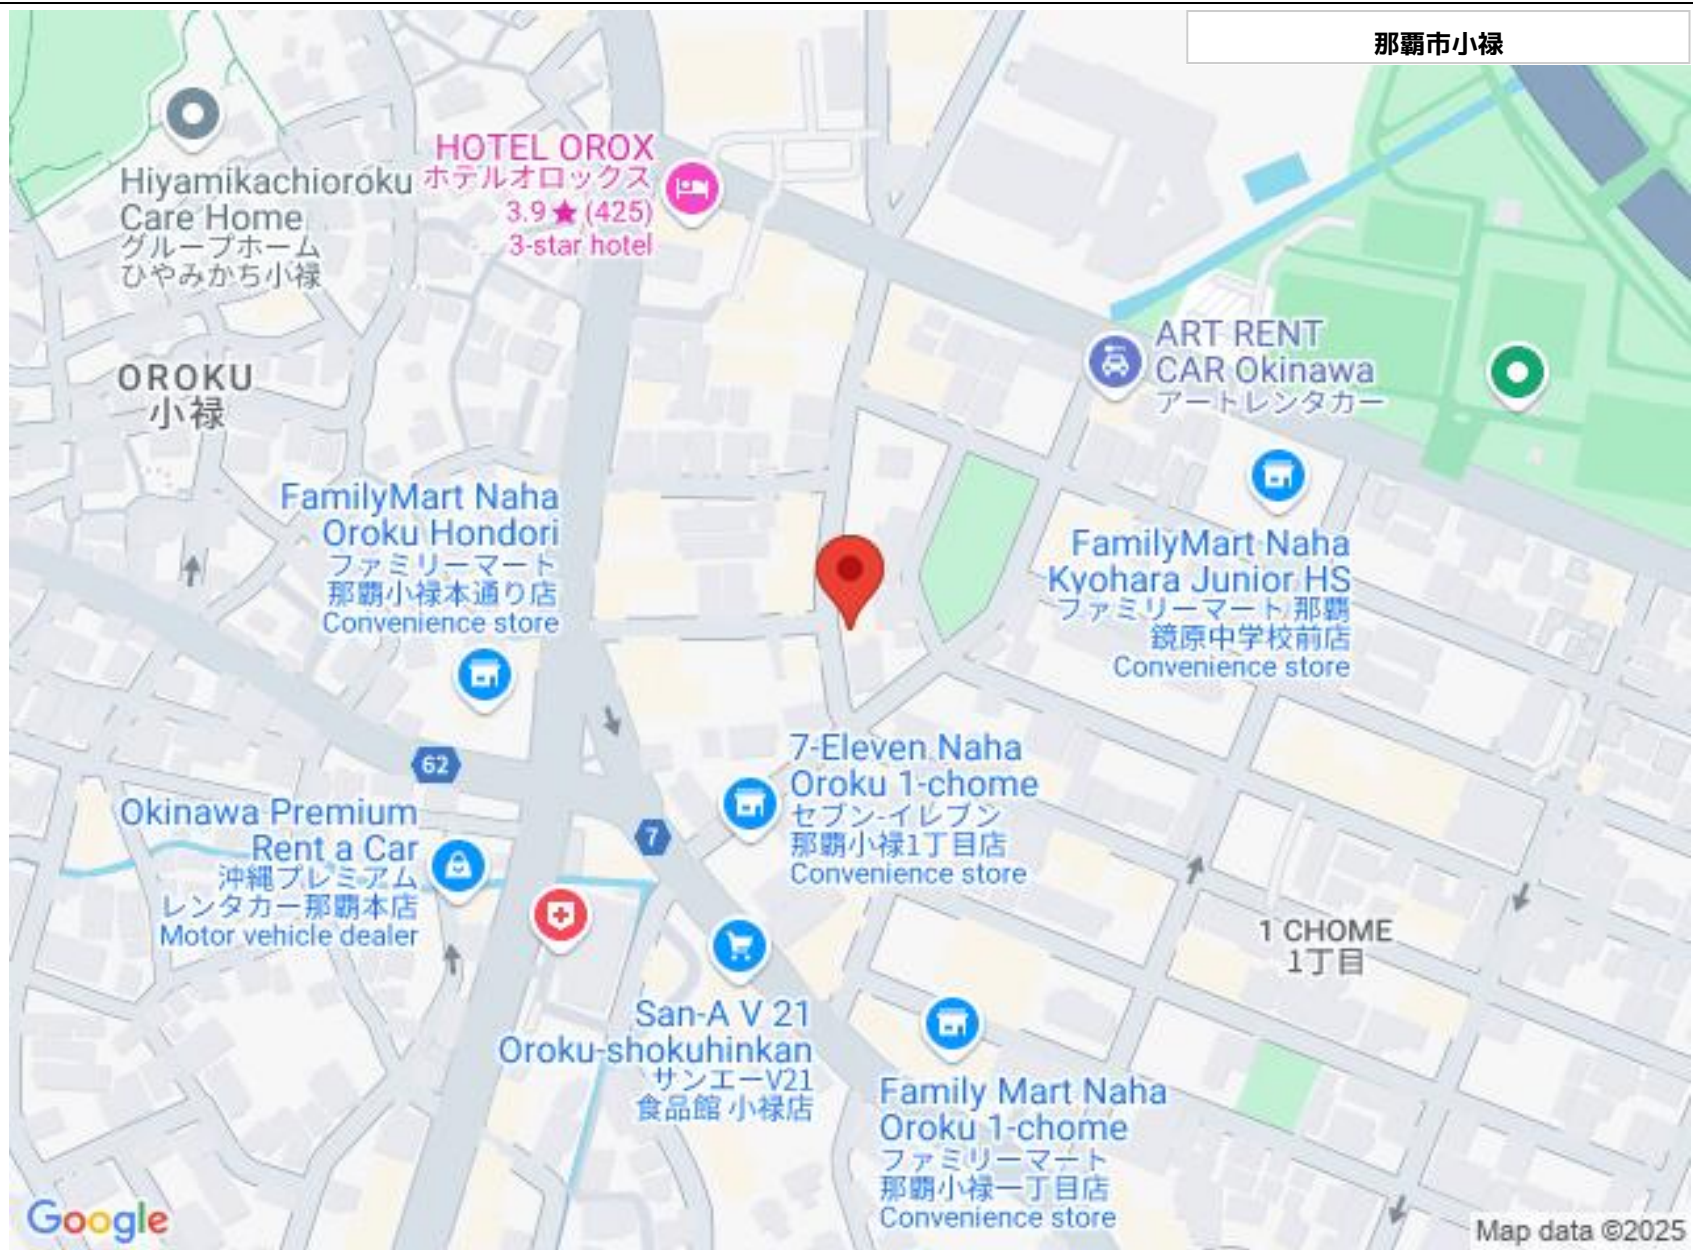 那覇市小禄
HOTEL OROX
ホテルオロックス
3.9★ (425)
3-star hotel
Hiyamikachioroku
Care Home
グループホーム
ひやみかち小禄
ART RENT
CAR Okinawa
アートレンタカー
OROKU
小禄
FamilyMart Naha
Oroku Hondori
ファミリーマート
那覇小禄本通り店
Convenience store
FamilyMart Naha
Kyohara Junior HS
ファミリーマート 那覇
鏡原中学校前店
Convenience store
62
7-Eleven Naha
Oroku 1-chome
セブン-イレブン
那覇小禄1丁目店
Convenience store
7
Okinawa Premium
Rent a Car
沖縄プレミアム
レンタカー那覇本店
Motor vehicle dealer
1 CHOME
1丁目
San-A V 21
Oroku-shokuhinkan
サンエーV21
食品館 小禄店
Family Mart Naha
Oroku 1-chome
ファミリーマート
那覇小禄一丁目店
Convenience store
Google
Map data ©2025